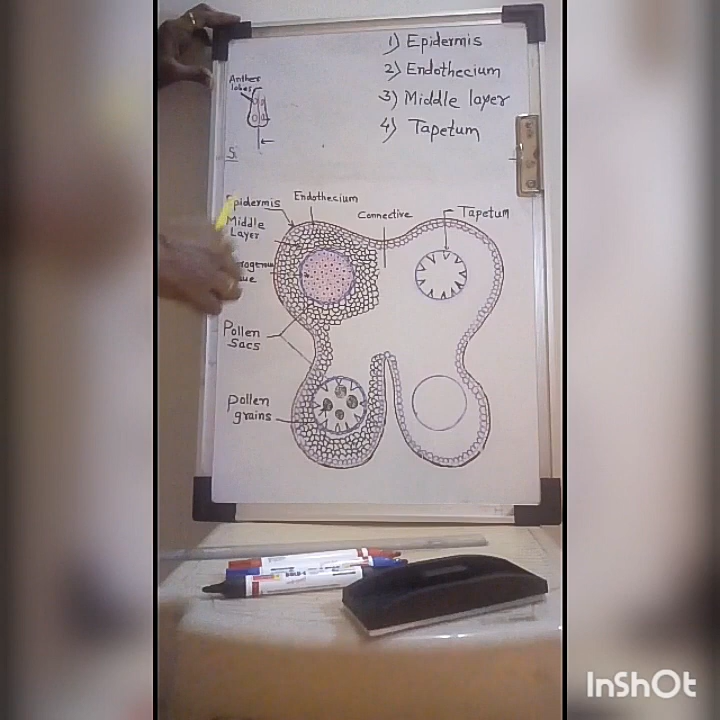 1) Epidermis
2) Endothecium
3) Middle layer
4) Tapetum
Anther
lobes
S.
Epidermis
Endothecium
Connective
Tapetum
Middle
Layer
Pollen
Sacs
pollen
grains
BOLD-e
InShOt